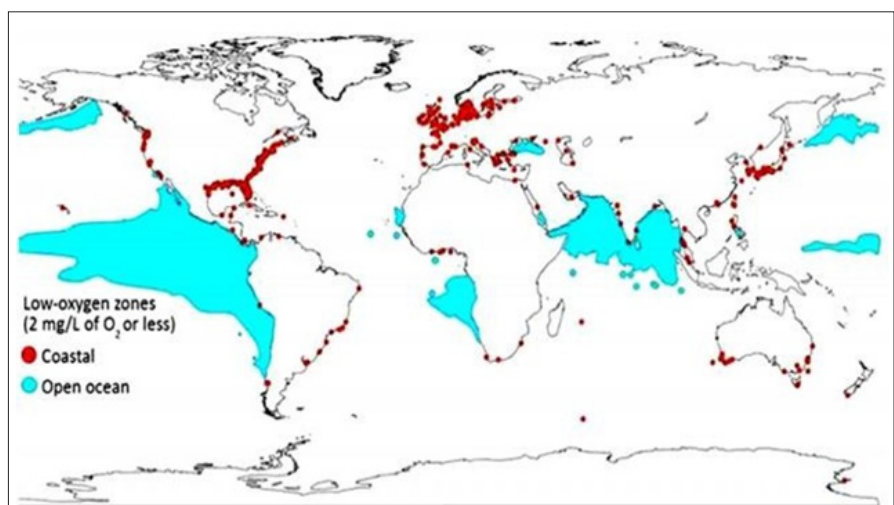 Low-oxygen zones
(2 mg/L of O₂ or less)
Coastal
Open ocean